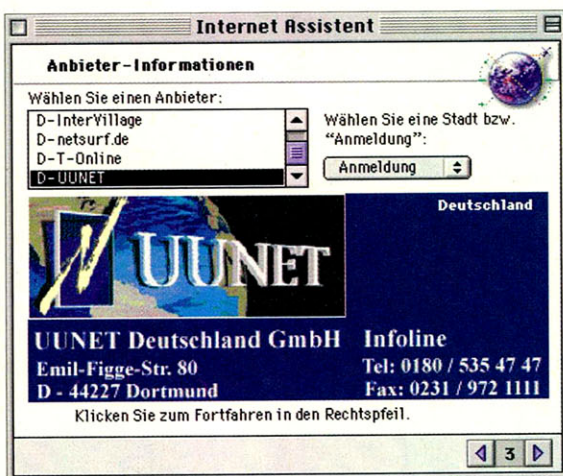 Internet Assistent
Anbieter-Informationen
Wählen Sie einen Anbieter:
D-InterVillage
D-netsurf.de
D-T-Online
D-UUNET
Wählen Sie eine Stadt bzw.
"Anmeldung":
Anmeldung
Deutschland
UUNET
UUNET Deutschland GmbH
Emil-Figge-Str. 80
D - 44227 Dortmund
Infoline
Tel: 0180 / 535 47 47
Fax: 0231 / 972 1111
Klicken Sie zum Fortfahren in den Rechtspfeil.
3